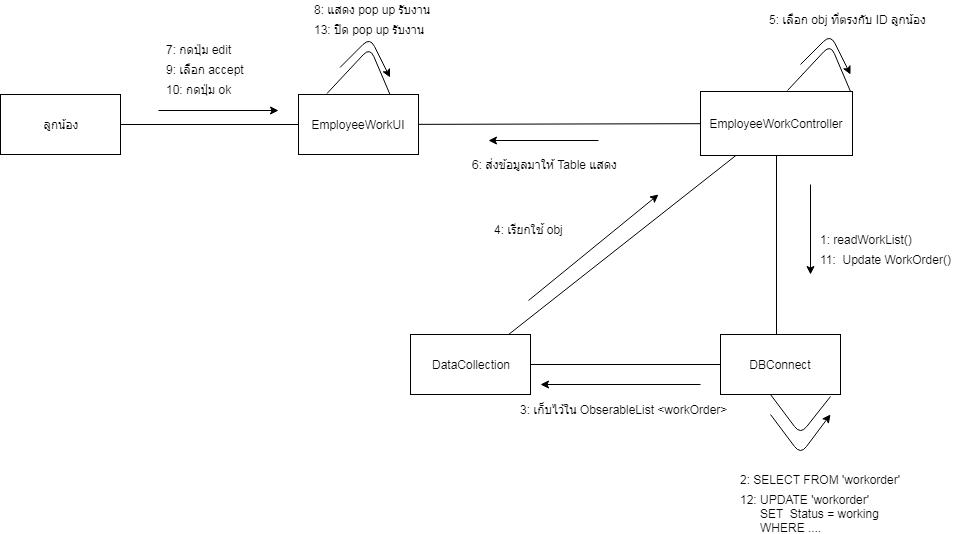 8: แสดง pop up รับงาน
13: ปิด pop up รับงาน
5: เลือก obj ที่ตรงกับ ID ลูกน้อง
7: กดปุ่ม edit
9: เลือก accept
10: กดปุ่ม ok
ลูกน้อง
EmployeeWorkUI
EmployeeWorkController
6: ส่งข้อมูลมาให้ Table แสดง
4: เรียกใช้ obj
1: readWorkList()
11: Update WorkOrder()
DataCollection
DBConnect
3: เก็บไว้ใน ObserableList <workOrder>
2: SELECT FROM 'workorder'
12: UPDATE 'workorder'
SET Status = working
WHERE ....